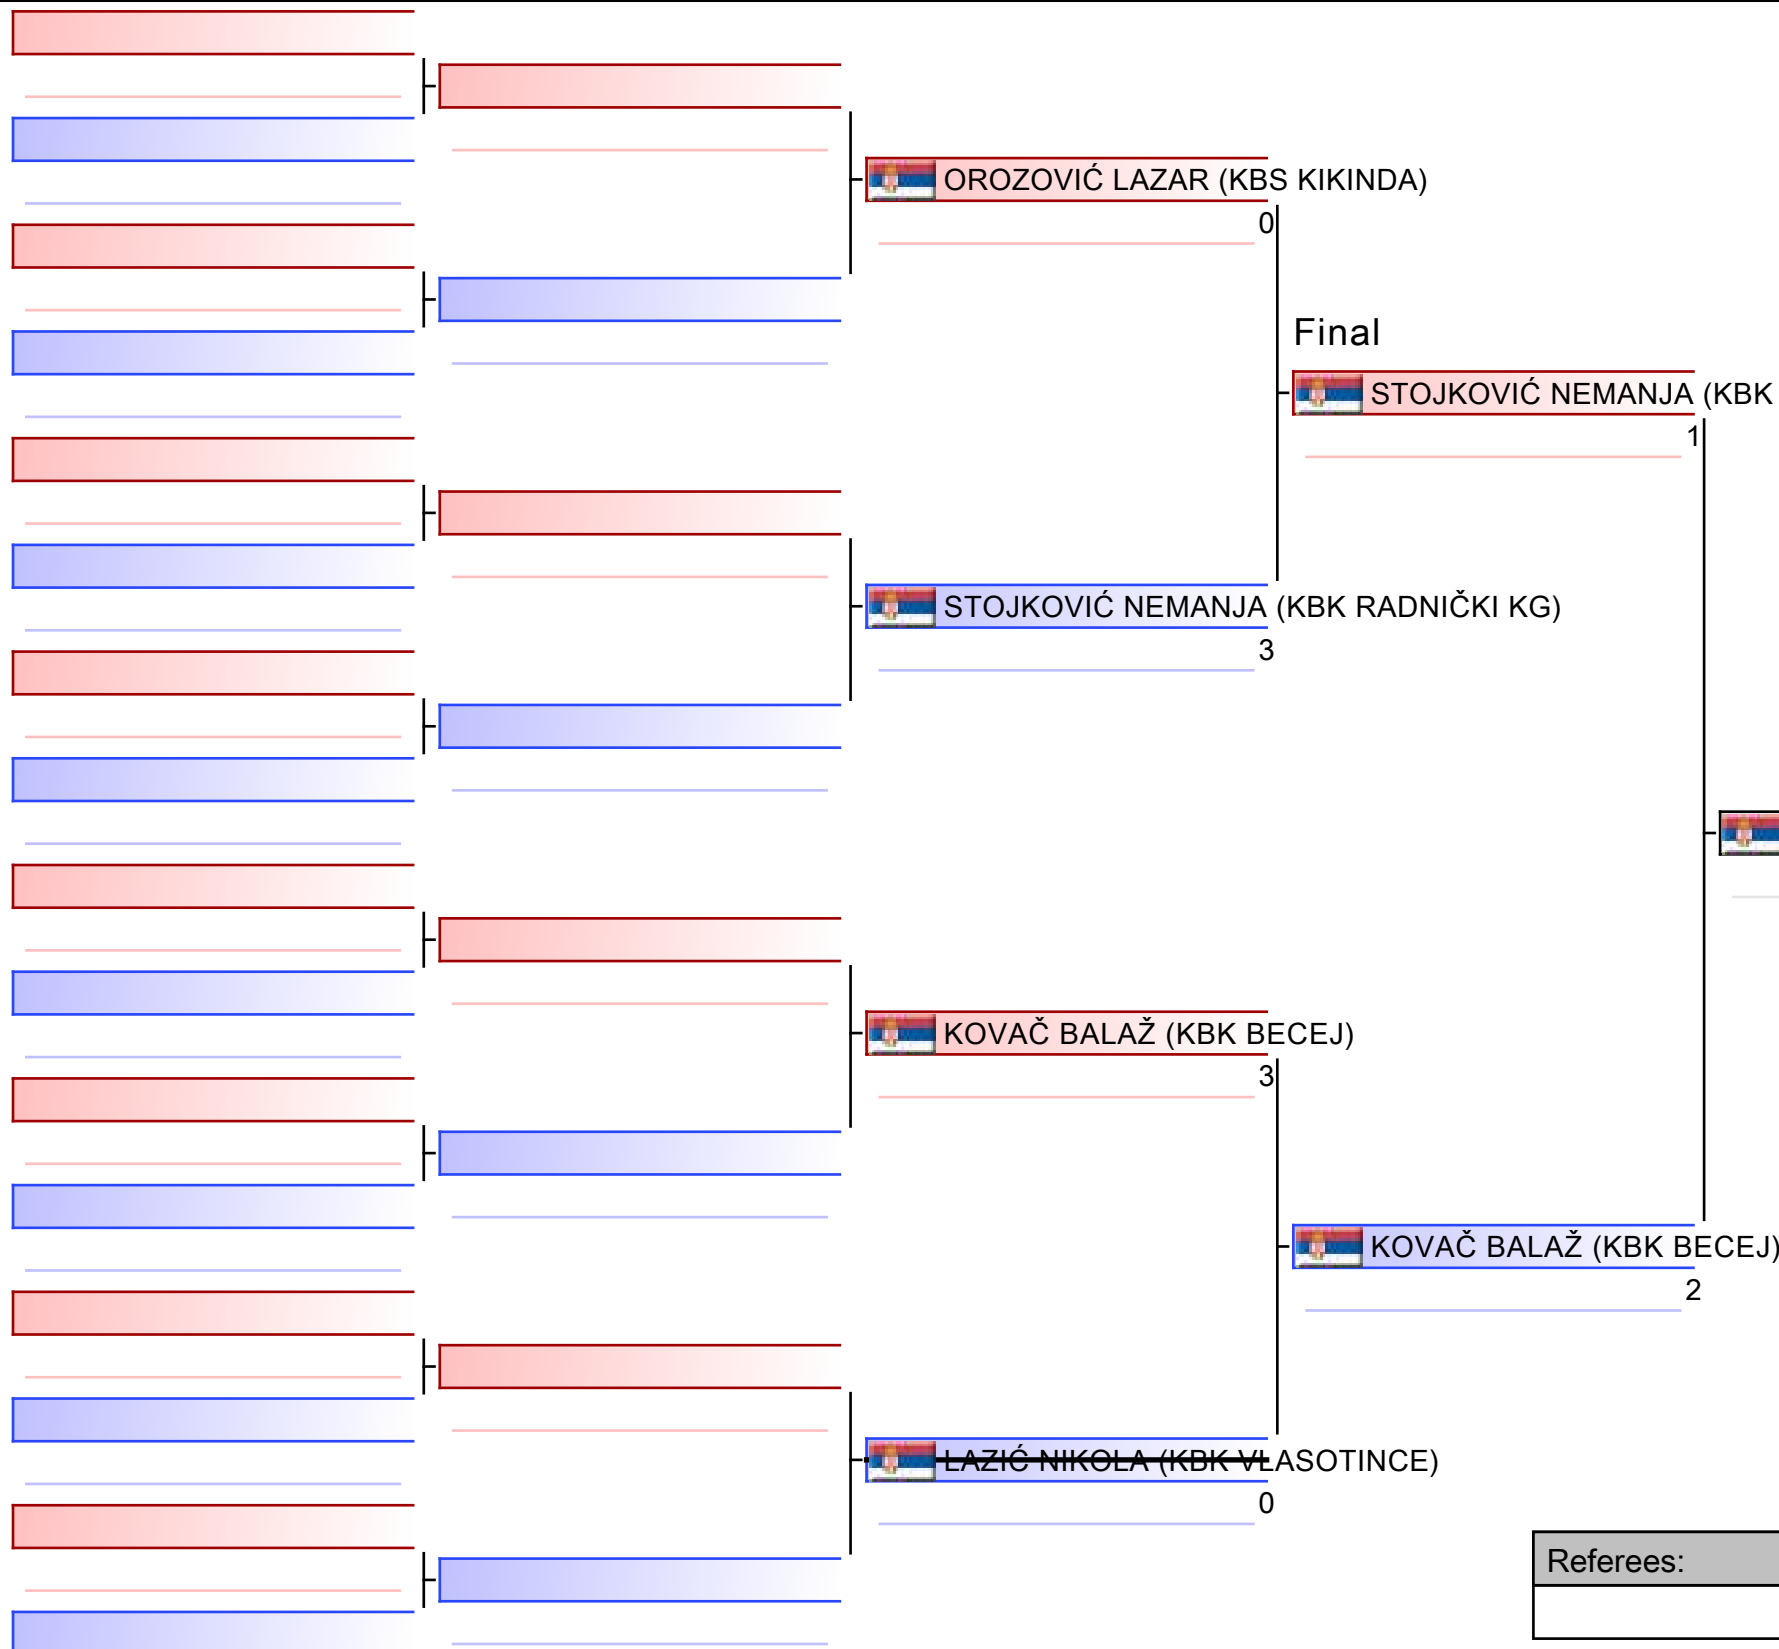 OROZOVIĆ LAZAR (KBS KIKINDA)
0
Final
STOJKOVIĆ NEMANJA (KBK
1
STOJKOVIĆ NEMANJA (KBK RADNIČKI KG)
3
KOVAČ BALAŽ (KBK BECEJ)
3
KOVAČ BALAŽ (KBK BECEJ)
2
LAZIĆ NIKOLA (KBK VLASOTINCE)
0
Referees: